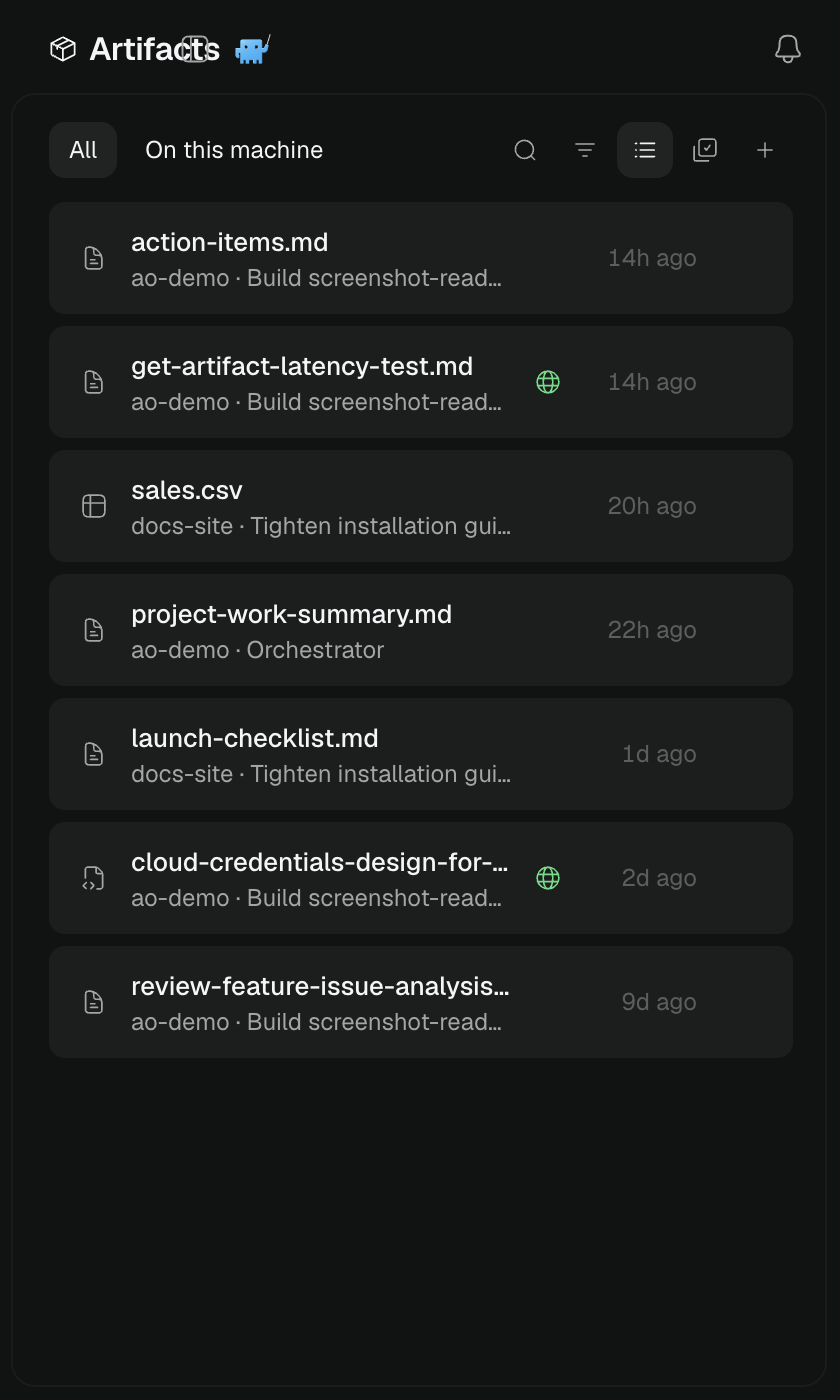 Artifacts
All
On this machine
action-items.md
ao-demo · Build screenshot-read...
14h ago
get-artifact-latency-test.md
ao-demo · Build screenshot-read...
14h ago
sales.csv
docs-site · Tighten installation gui...
20h ago
project-work-summary.md
ao-demo · Orchestrator
22h ago
launch-checklist.md
docs-site · Tighten installation gui...
1d ago
cloud-credentials-design-for-...
ao-demo · Build screenshot-read...
2d ago
review-feature-issue-analysis...
ao-demo · Build screenshot-read...
9d ago